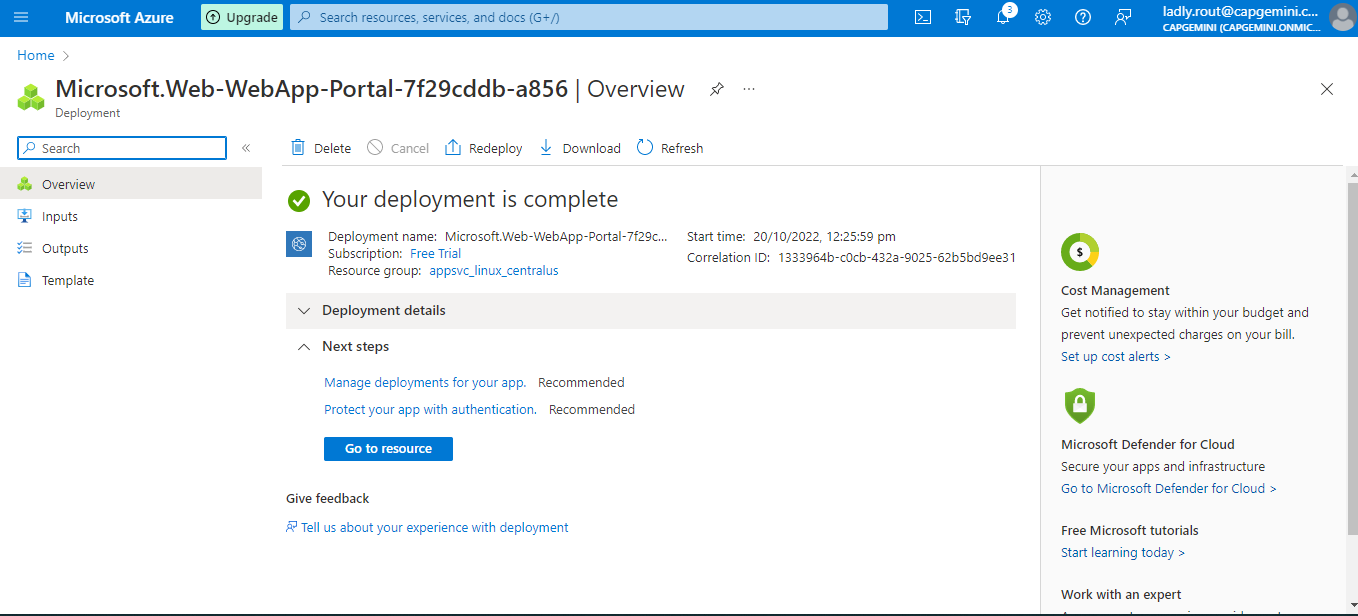 Microsoft Azure
Upgrade
Search resources, services, and docs (G+/)
3
ladly.rout@capgemini.c...
CAPGEMINI (CAPGEMINI.ONMIC...
Home
Microsoft.Web-WebApp-Portal-7f29cddb-a856 | Overview
Deployment
Search
Delete
Cancel
Redeploy
Download
Refresh
Overview
Inputs
Outputs
Template
Your deployment is complete
Deployment name: Microsoft.Web-WebApp-Portal-7f29c...
Subscription: Free Trial
Resource group: appsvc_linux_centralus
Start time: 20/10/2022, 12:25:59 pm
Correlation ID: 1333964b-c0cb-432a-9025-62b5bd9ee31
Deployment details
Next steps
Manage deployments for your app. Recommended
Protect your app with authentication. Recommended
Go to resource
Give feedback
Tell us about your experience with deployment
$
Cost Management
Get notified to stay within your budget and
prevent unexpected charges on your bill.
Set up cost alerts >
Microsoft Defender for Cloud
Secure your apps and infrastructure
Go to Microsoft Defender for Cloud >
Free Microsoft tutorials
Start learning today >
Work with an expert